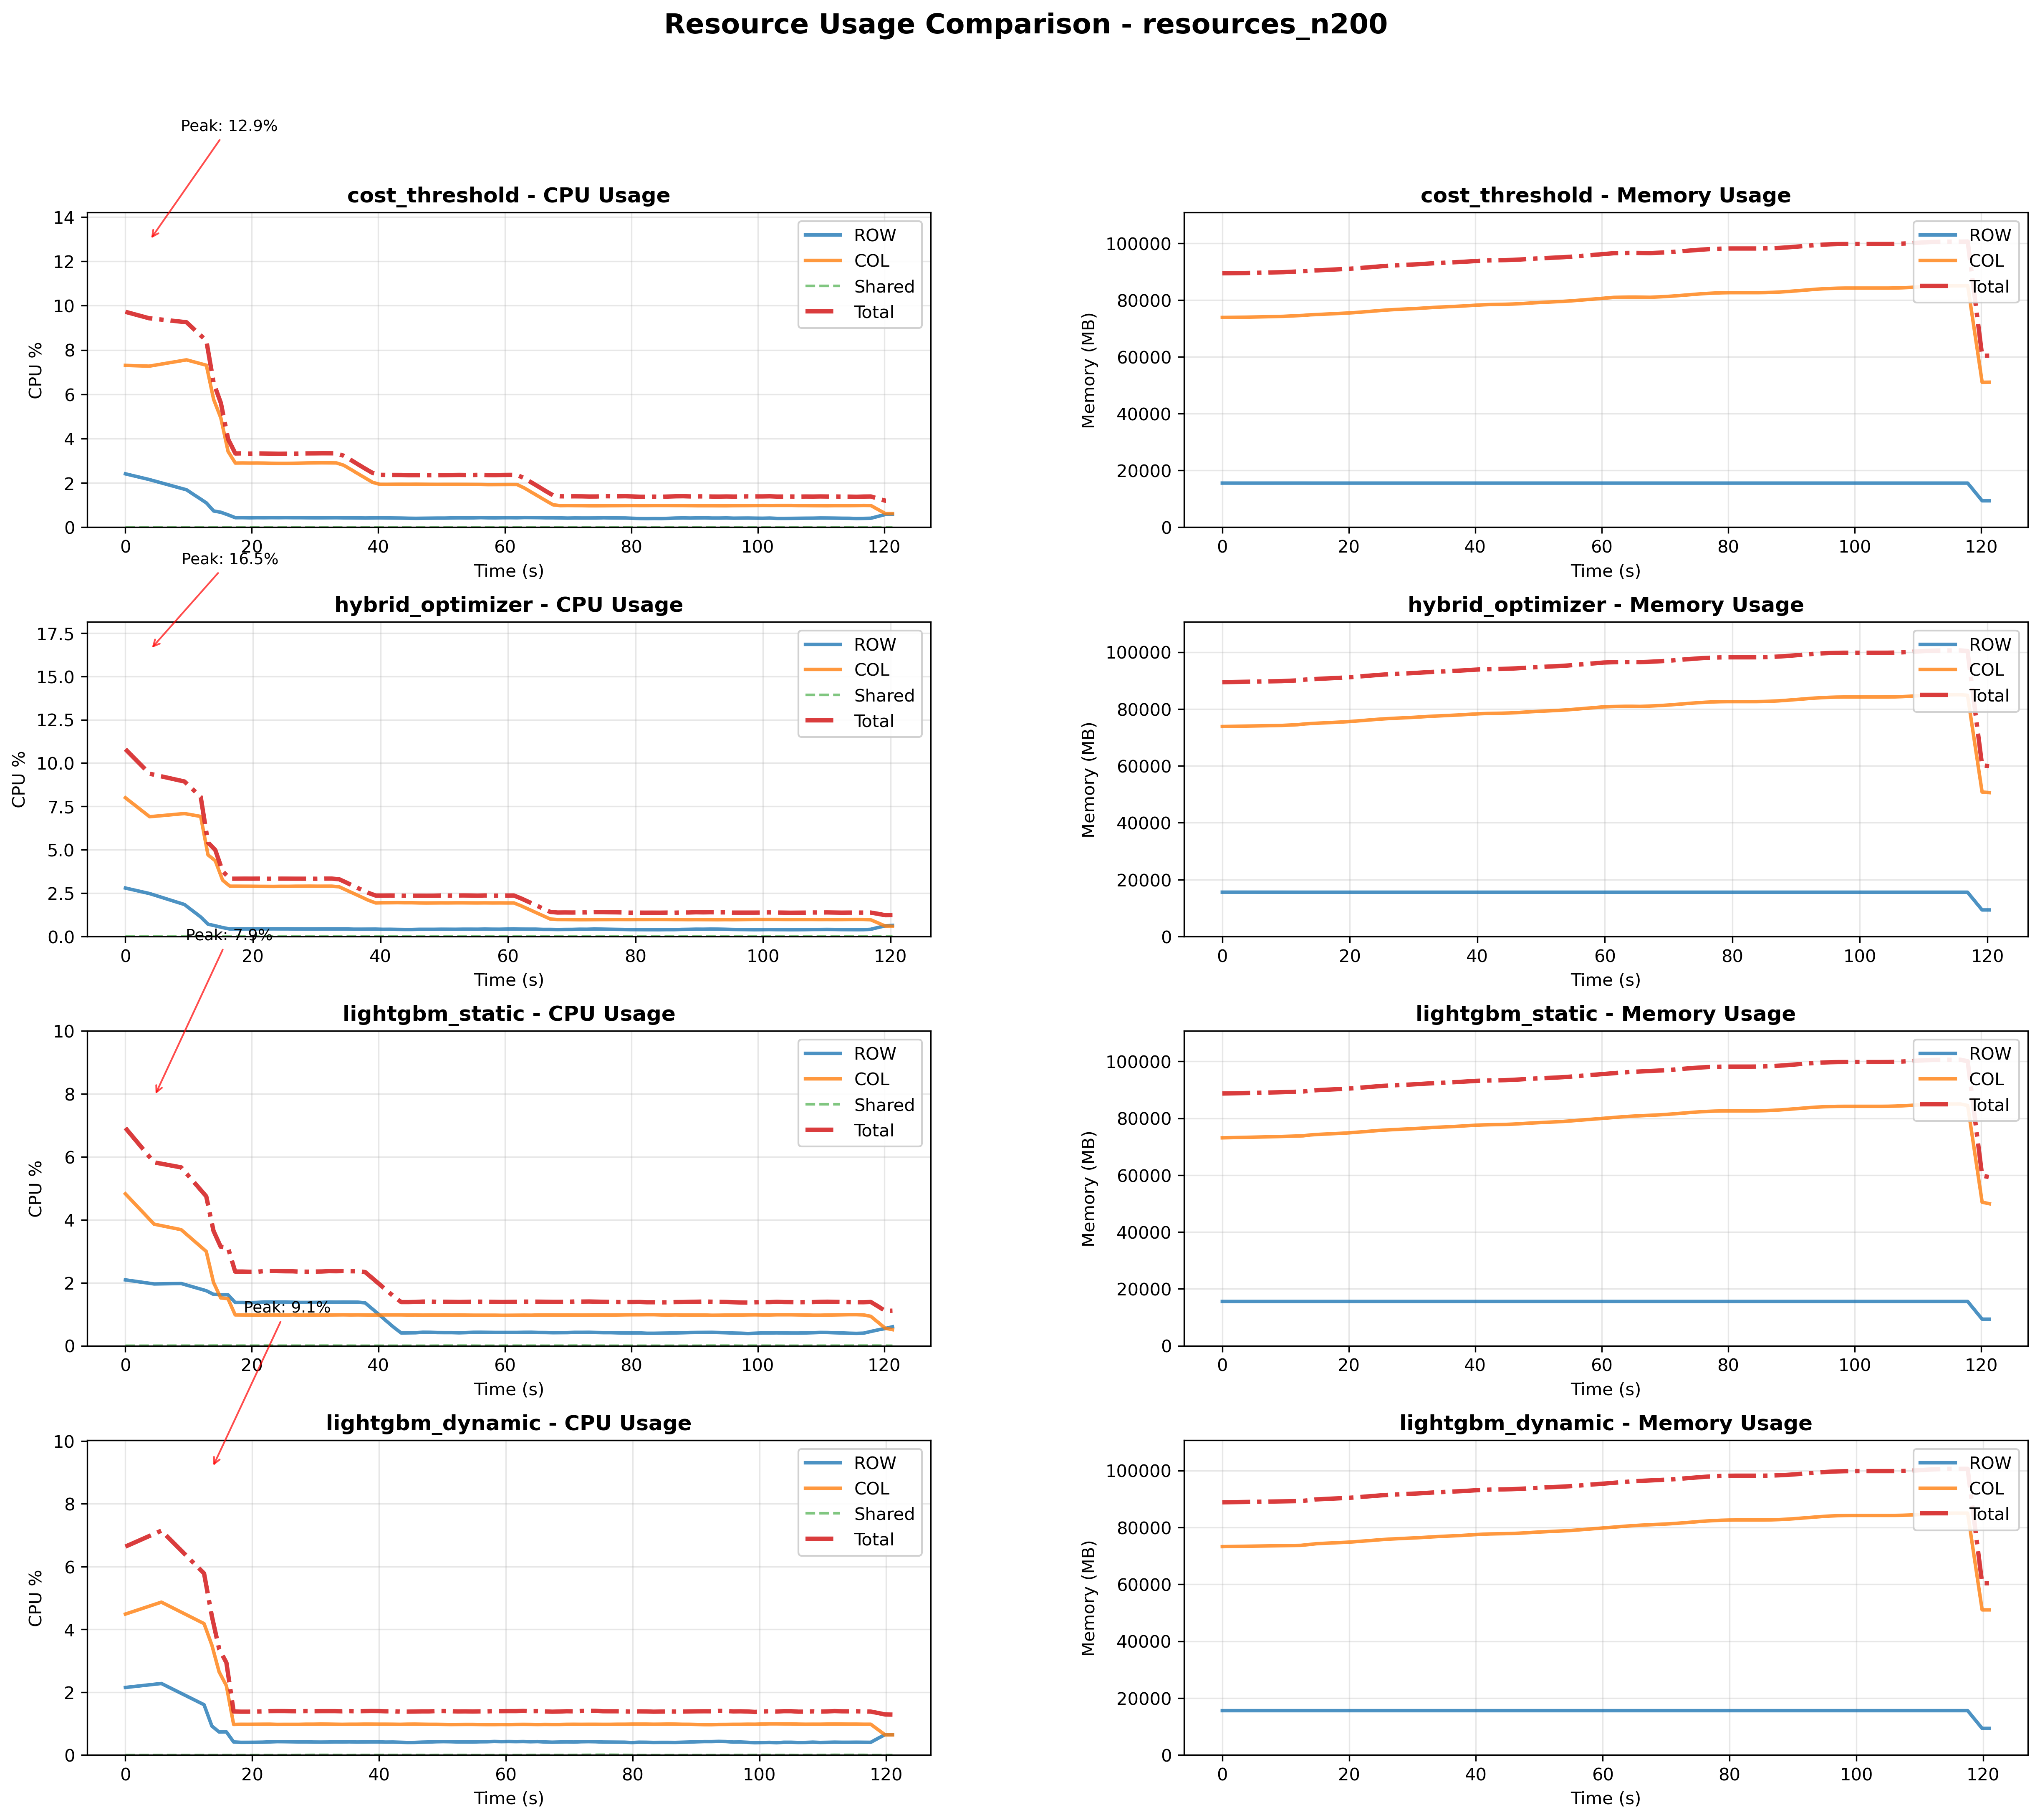 Resource Usage Comparison - resources_n200
Peak: 12.9%
cost_threshold - CPU Usage
14
12
10
8
6
4
2
0
CPU %
ROW
COL
Shared
Total
0 20 40 60 80 100 120
Time (s)
cost_threshold - Memory Usage
100000
80000
60000
40000
20000
0
Memory (MB)
ROW
COL
Total
0 20 40 60 80 100 120
Time (s)
Peak: 16.5%
hybrid_optimizer - CPU Usage
17.5
15.0
12.5
10.0
7.5
5.0
2.5
0.0
CPU %
ROW
COL
Shared
Total
0 20 40 60 80 100 120
Time (s)
hybrid_optimizer - Memory Usage
100000
80000
60000
40000
20000
0
Memory (MB)
ROW
COL
Total
0 20 40 60 80 100 120
Time (s)
Peak: 7.9%
lightgbm_static - CPU Usage
10
8
6
4
2
0
CPU %
ROW
COL
Shared
Total
0 20 40 60 80 100 120
Time (s)
lightgbm_static - Memory Usage
100000
80000
60000
40000
20000
0
Memory (MB)
ROW
COL
Total
0 20 40 60 80 100 120
Time (s)
Peak: 9.1%
lightgbm_dynamic - CPU Usage
10
8
6
4
2
0
CPU %
ROW
COL
Shared
Total
0 20 40 60 80 100 120
Time (s)
lightgbm_dynamic - Memory Usage
100000
80000
60000
40000
20000
0
Memory (MB)
ROW
COL
Total
0 20 40 60 80 100 120
Time (s)